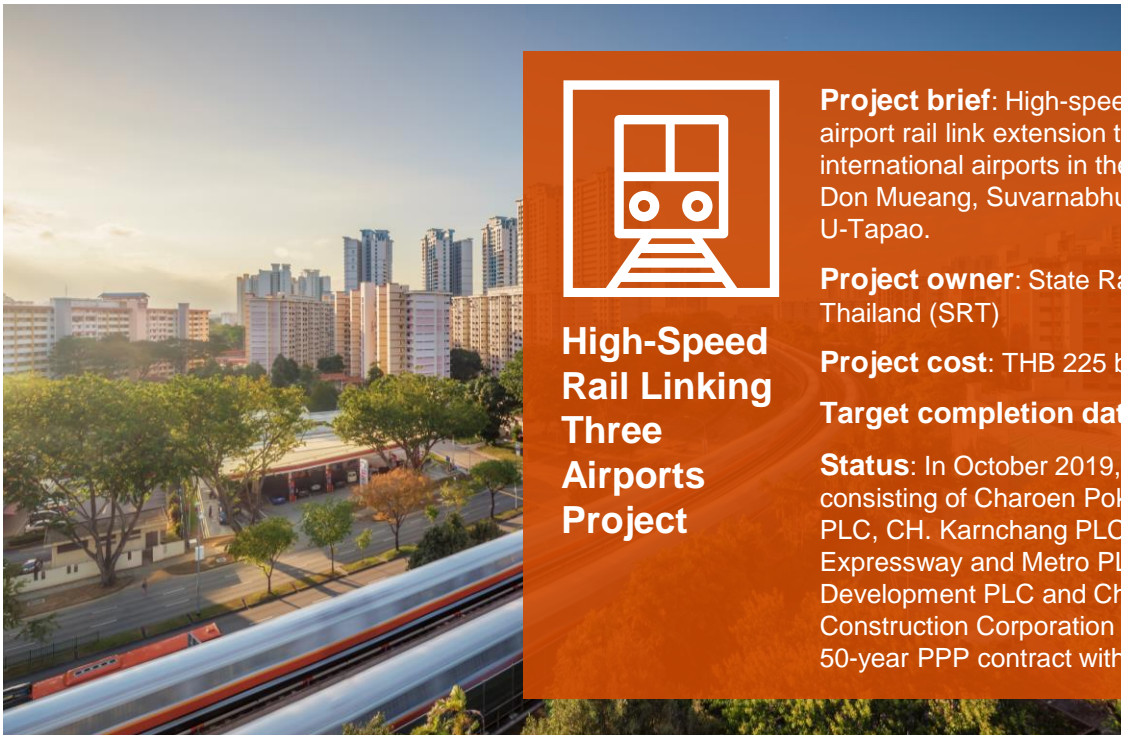 High-Speed
Rail Linking
Three
Airports
Project
Project brief: High-spee
airport rail link extension t
international airports in the
Don Mueang, Suvarnabhu
U-Tapao.
Project owner: State Ra
Thailand (SRT)
Project cost: THB 225 b
Target completion dat
Status: In October 2019,
consisting of Charoen Pok
PLC, CH. Karnchang PLC
Expressway and Metro PL
Development PLC and Ch
Construction Corporation
50-year PPP contract with